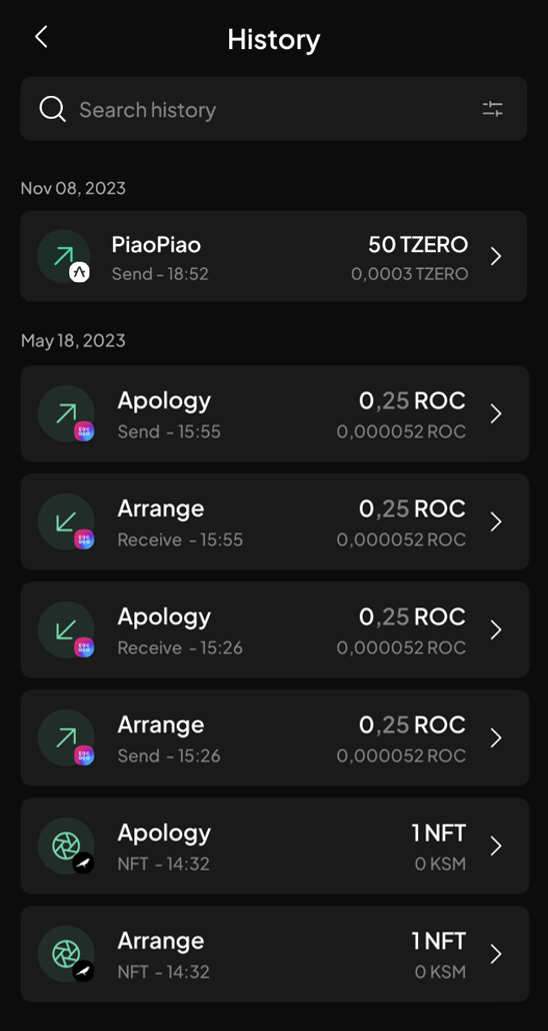 History
Search history
Nov 08, 2023
PiaoPiao 50 TZERO
Send - 18:52 0,0003 TZERO
May 18, 2023
Apology 0,25 ROC
Send - 15:55 0,000052 ROC
Arrange 0,25 ROC
Receive - 15:55 0,000052 ROC
Apology 0,25 ROC
Receive - 15:26 0,000052 ROC
Arrange 0,25 ROC
Send - 15:26 0,000052 ROC
Apology 1 NFT
NFT - 14:32 0 KSM
Arrange 1 NFT
NFT - 14:32 0 KSM